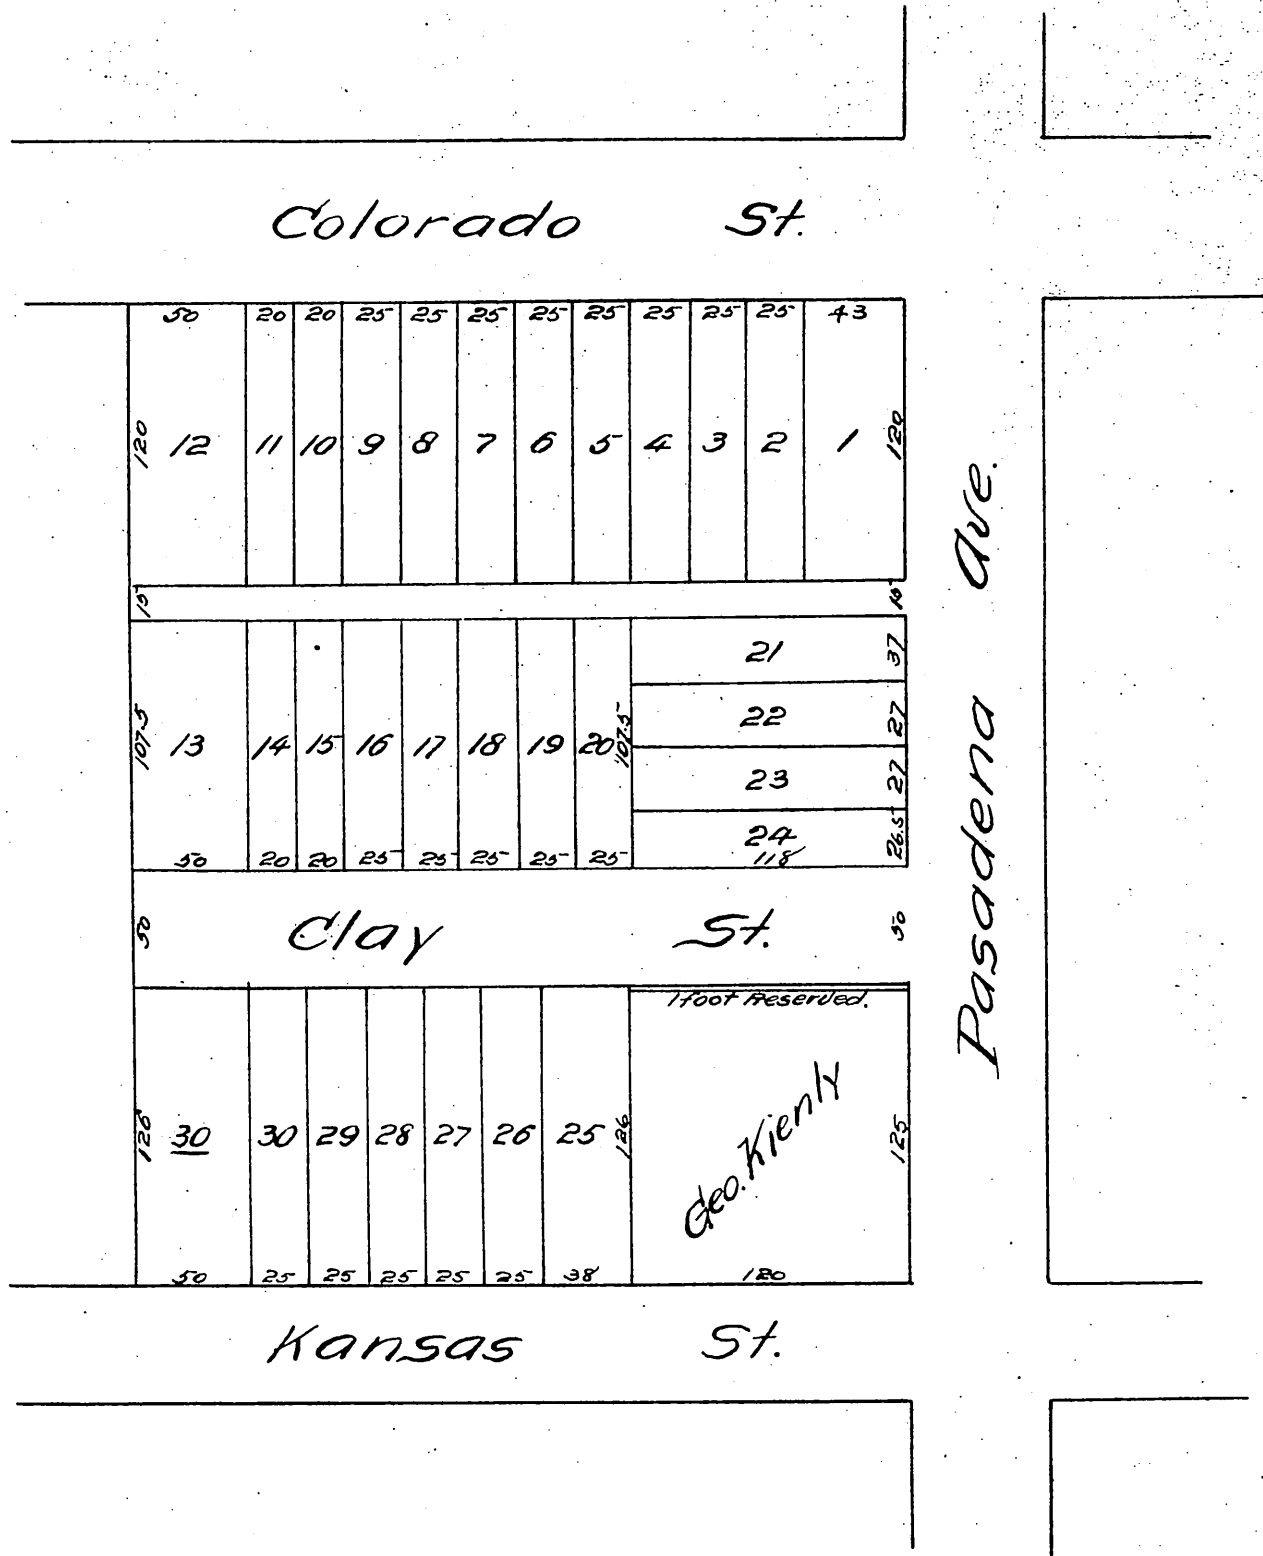 Colorado St.
50 20 20 25 25 25 25 25 25 25 25 43
120 12 11 10 9 8 7 6 5 4 3 2 1 120
Pasadena Ave.
15 15
21 37
22 27
107.5 13 14 15 16 17 18 19 20 107.5
23 27
24 26.5
50 20 20 25 25 25 25 25 118
50 Clay St. 50
1 foot Reserved.
126 30 30 29 28 27 26 25 126 Geo. Kienly 125
50 25 25 25 25 25 38 120
Kansas St.